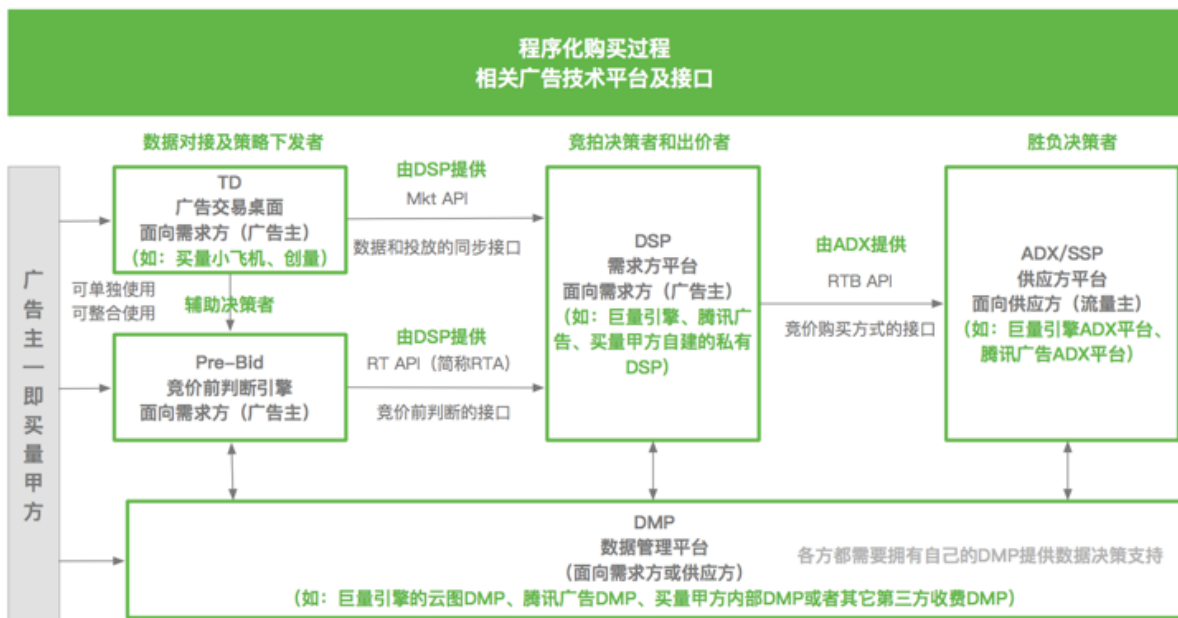 程序化购买过程
相关广告技术平台及接口
数据对接及策略下发者
竞拍决策者和出价者
胜负决策者
广告主一即买量甲方
TD
广告交易桌面
面向需求方（广告主）
（如：买量小飞机、创量）
由DSP提供
Mkt API
数据和投放的同步接口
可单独使用
可整合使用
辅助决策者
Pre-Bid
竞价前判断引擎
面向需求方（广告主）
由DSP提供
RT API（简称RTA）
竞价前判断的接口
DSP
需求方平台
面向需求方（广告主）
（如：巨量引擎、腾讯广
告、买量甲方自建的私有
DSP）
由ADX提供
RTB API
竞价购买方式的接口
ADX/SSP
供应方平台
面向供应方（流量主）
（如：巨量引擎ADX平台、
腾讯广告ADX平台）
DMP
数据管理平台
（面向需求方或供应方）
（如：巨量引擎的云图DMP、腾讯广告DMP、买量甲方内部DMP或者其它第三方收费DMP）
各方都需要拥有自己的DMP提供数据决策支持